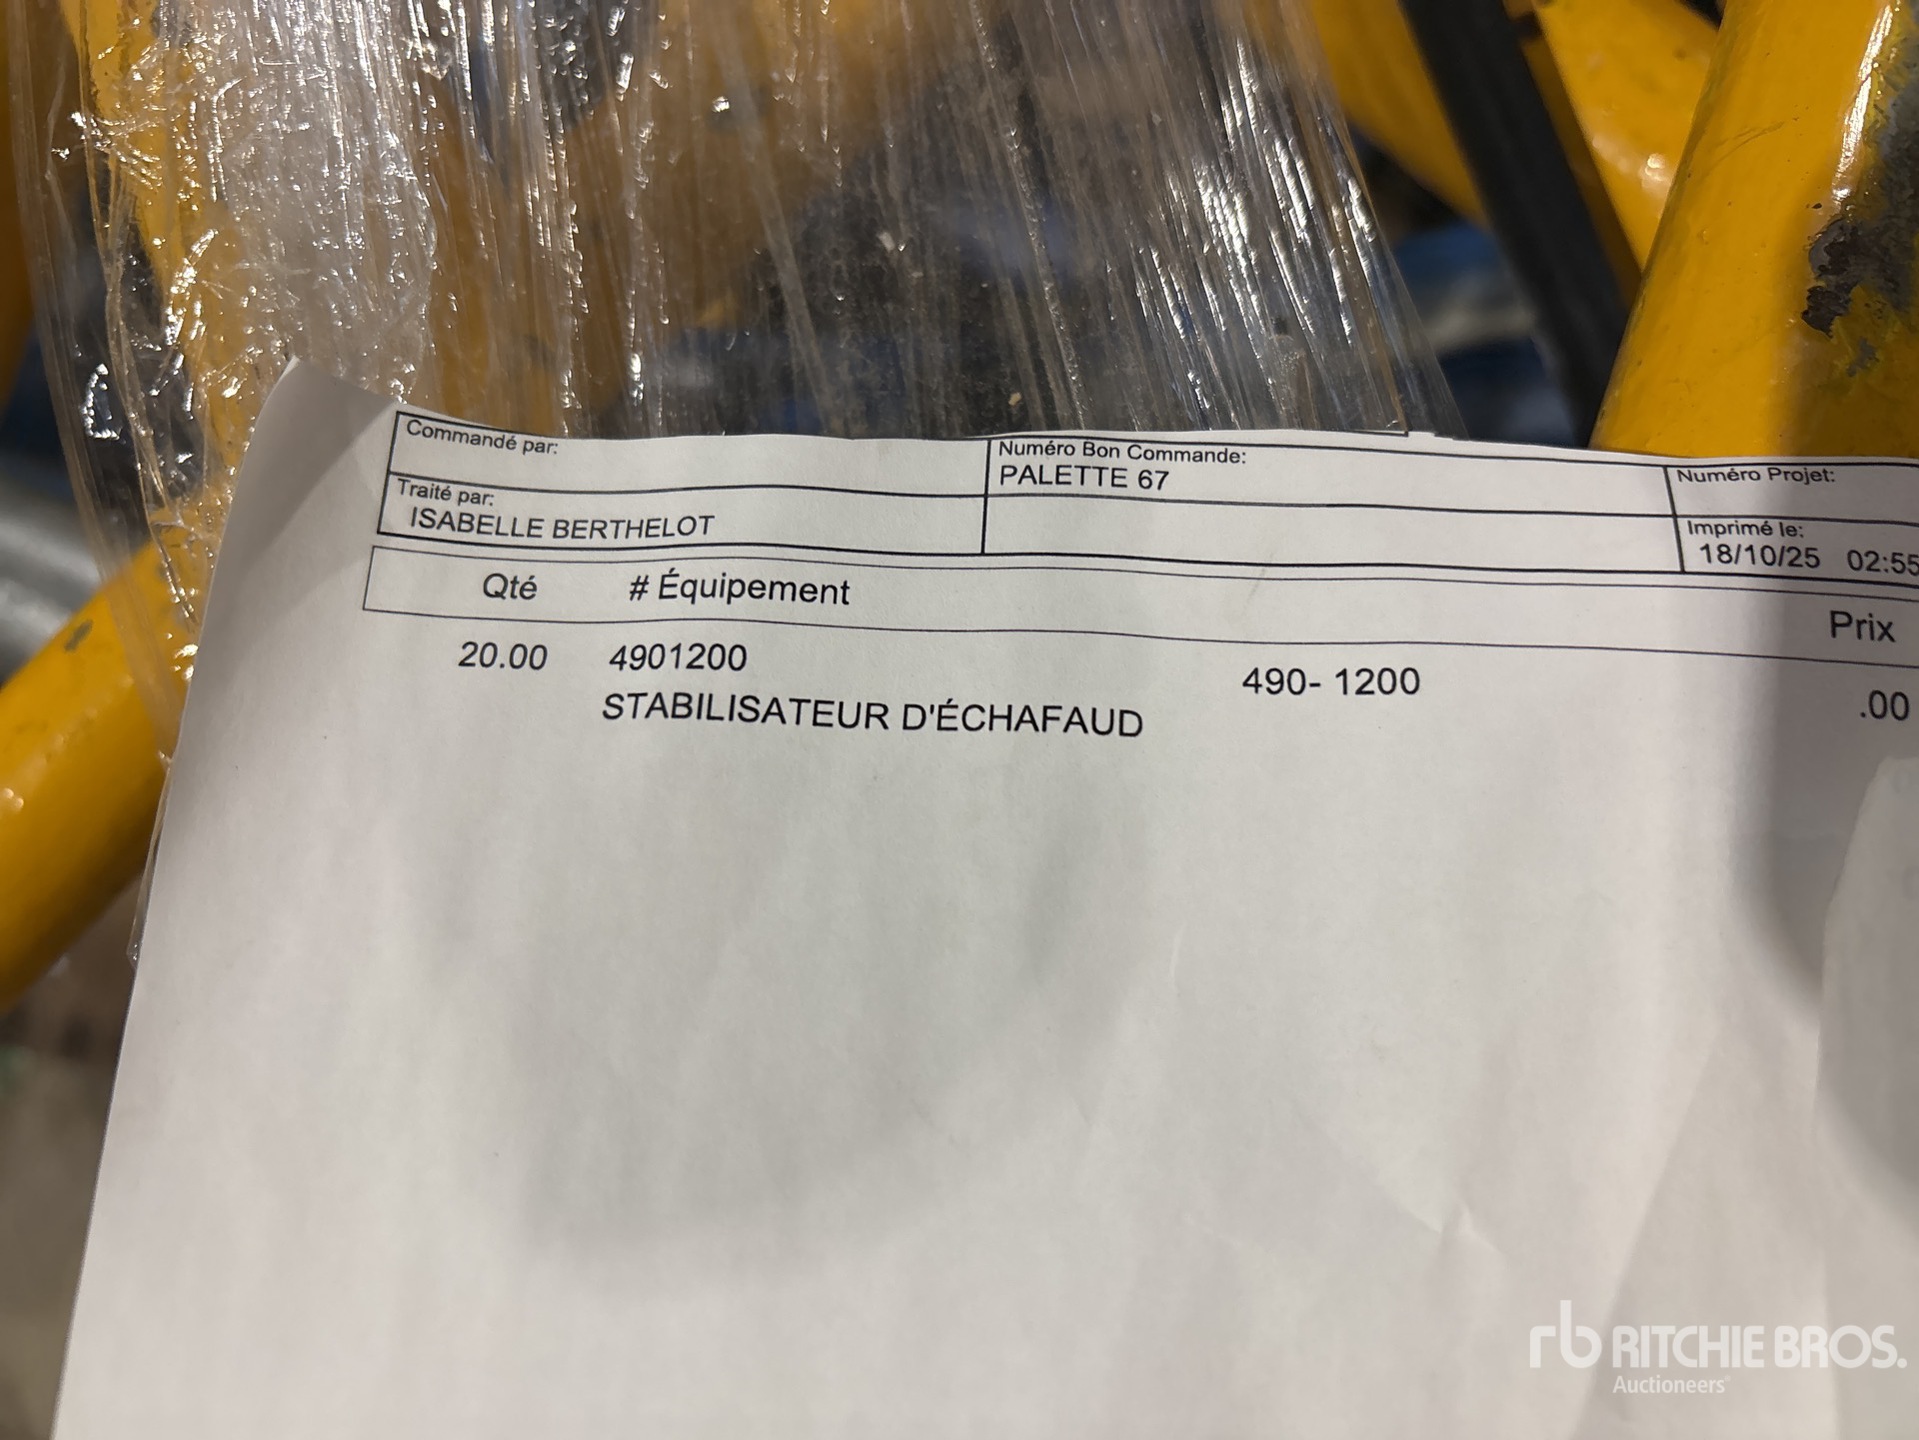 Commandé par:
Numéro Bon Commande:
PALETTE 67
Numéro Projet:
Traité par:
ISABELLE BERTHELOT
Imprimé le:
18/10/25 02:55
Qté # Équipement Prix
20.00 4901200 490- 1200 .00
STABILISATEUR D'ÉCHAFAUD
rb RITCHIE BROS.
Auctioneers